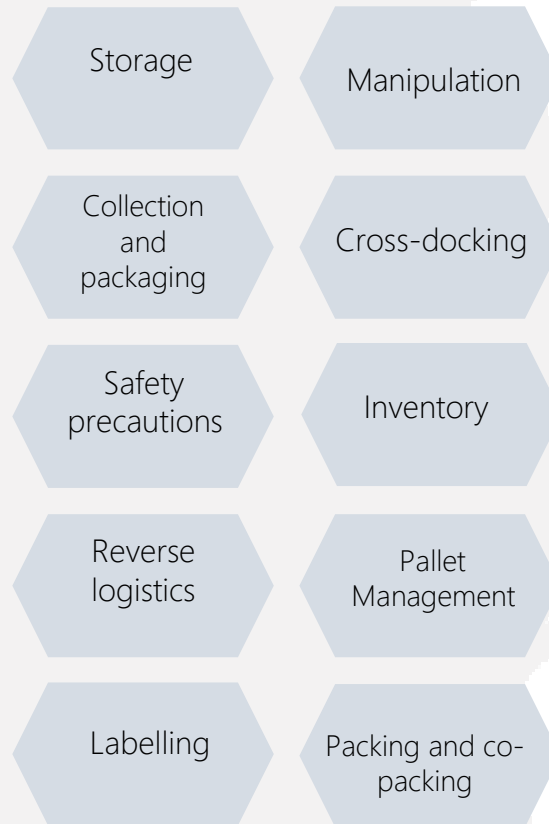 Storage
Manipulation
Collection
and
packaging
Cross-docking
Safety
precautions
Inventory
Reverse
logistics
Pallet
Management
Labelling
Packing and co-
packing